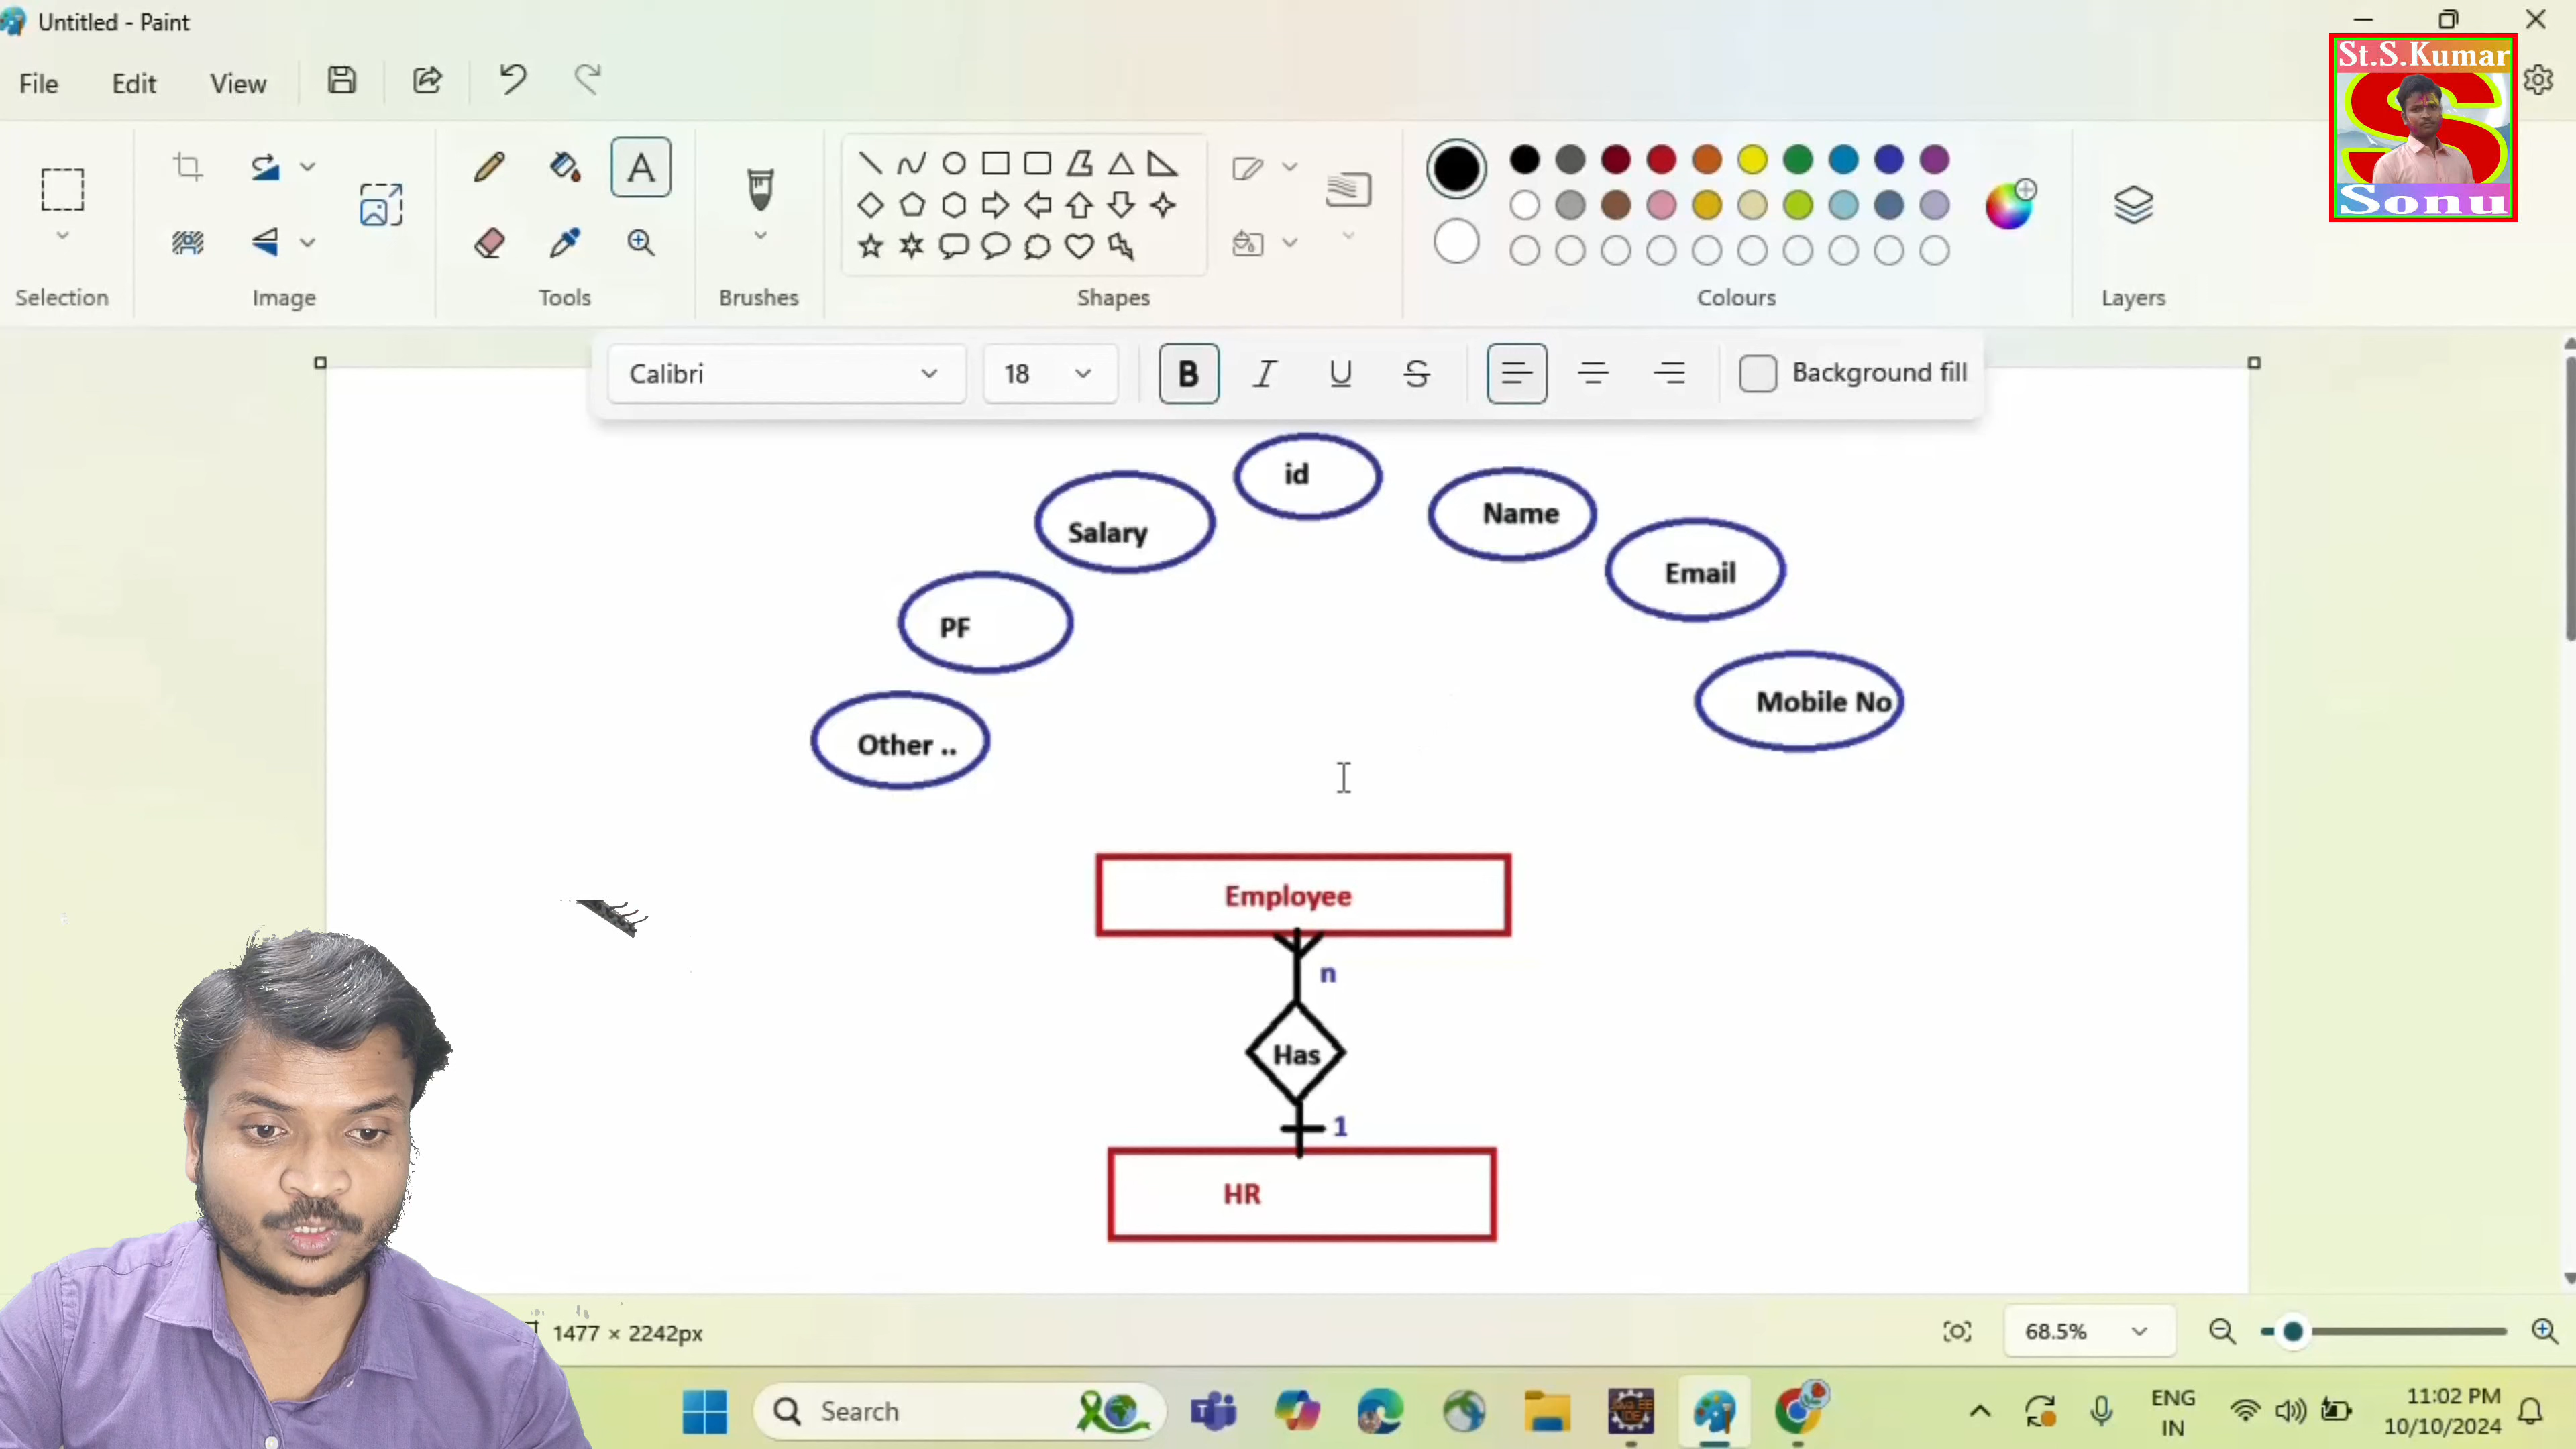 Untitled - Paint
St.S.Kumar
Sonu
File Edit View
Selection Image Tools Brushes Shapes Colours Layers
Calibri 18 B I U S Background fill
id
Salary Name
Email
PF
Mobile No
Other ..
Employee
n
Has
1
HR
1477 × 2242px 68.5%
Search
ENG
IN
11:02 PM
10/10/2024